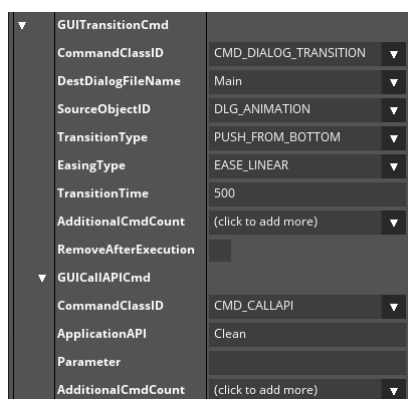 GUITransitionCmd
CommandClassID CMD_DIALOG_TRANSITION
DestDialogFileName Main
SourceObjectID DLG_ANIMATION
TransitionType PUSH_FROM_BOTTOM
EasingType EASE_LINEAR
TransitionTime 500
AdditionalCmdCount (click to add more)
RemoveAfterExecution
GUICallAPICmd
CommandClassID CMD_CALLAPI
ApplicationAPI Clean
Parameter
AdditionalCmdCount (click to add more)